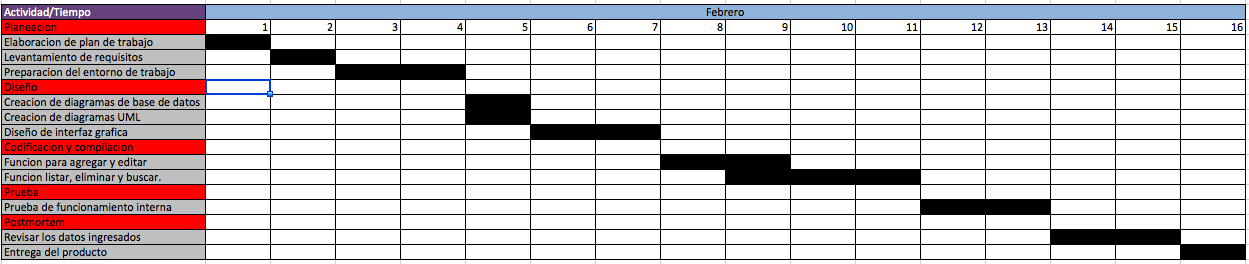 Actividad/Tiempo Febrero
Planeacion 1 2 3 4 5 6 7 8 9 10 11 12 13 14 15 16
Elaboracion de plan de trabajo
Levantamiento de requisitos
Preparacion del entorno de trabajo
Diseño
Creacion de diagramas de base de datos
Creacion de diagramas UML
Diseño de interfaz grafica
Codificacion y compilacion
Funcion para agregar y editar
Funcion listar, eliminar y buscar.
Prueba
Prueba de funcionamiento interna
Postmortem
Revisar los datos ingresados
Entrega del producto